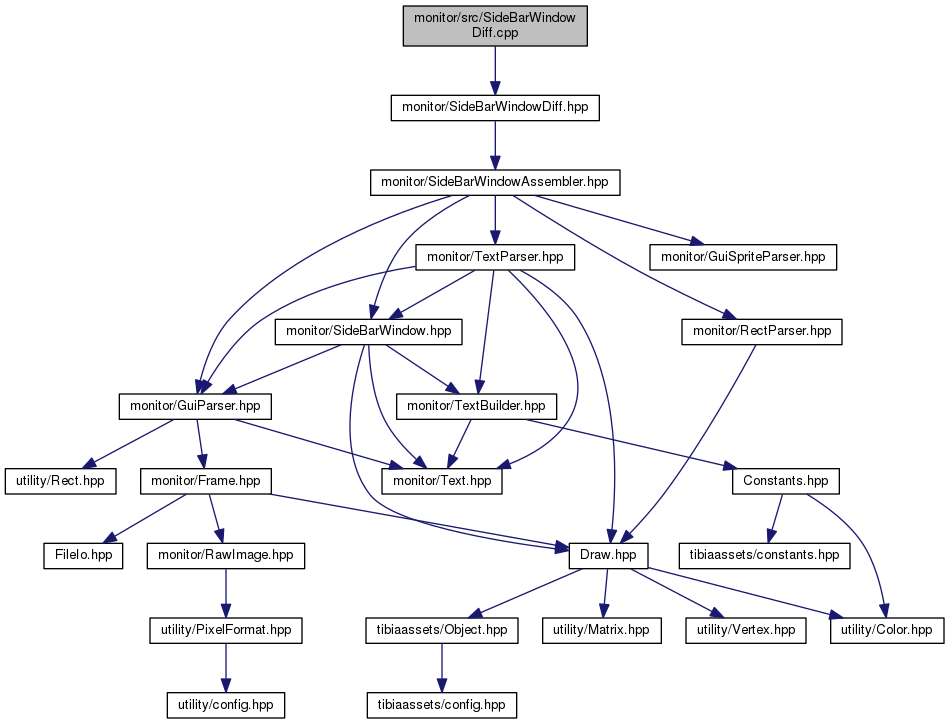 monitor/src/SideBarWindow
Diff.cpp
monitor/SideBarWindowDiff.hpp
monitor/SideBarWindowAssembler.hpp
monitor/TextParser.hpp
monitor/GuiSpriteParser.hpp
monitor/SideBarWindow.hpp
monitor/RectParser.hpp
monitor/GuiParser.hpp
monitor/TextBuilder.hpp
utility/Rect.hpp
monitor/Frame.hpp
monitor/Text.hpp
Constants.hpp
FileIo.hpp
monitor/RawImage.hpp
Draw.hpp
tibiaassets/constants.hpp
utility/PixelFormat.hpp
tibiaassets/Object.hpp
utility/Matrix.hpp
utility/Vertex.hpp
utility/Color.hpp
utility/config.hpp
tibiaassets/config.hpp